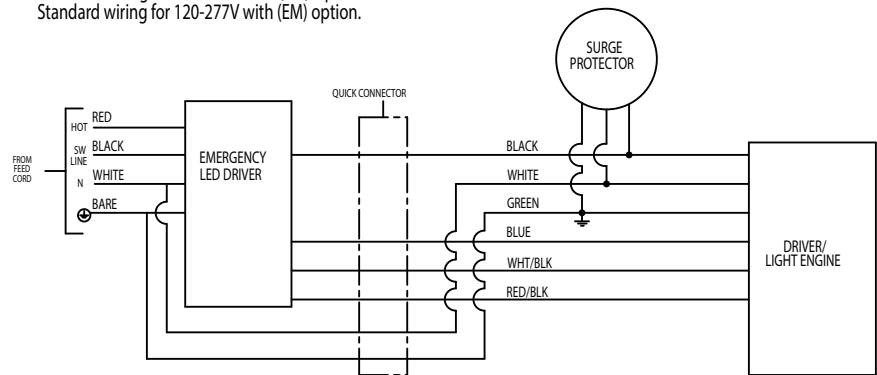 Standard wiring for 120-277V with (EM) option.
SURGE
PROTECTOR
QUICK CONNECTOR
FROM
FEED
CORD
HOT RED
SW
LINE
BLACK
N WHITE
BARE
EMERGENCY
LED DRIVER
BLACK
WHITE
GREEN
BLUE
WHT/BLK
RED/BLK
DRIVER/
LIGHT ENGINE